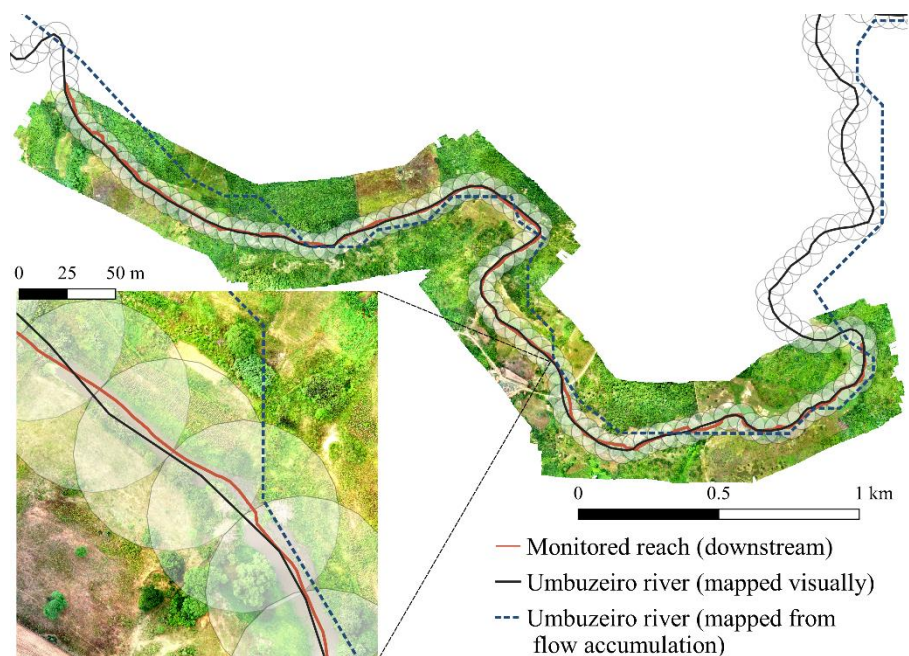 0 25 50 m
0 0.5 1 km
Monitored reach (downstream)
Umbuzeiro river (mapped visually)
Umbuzeiro river (mapped from
flow accumulation)